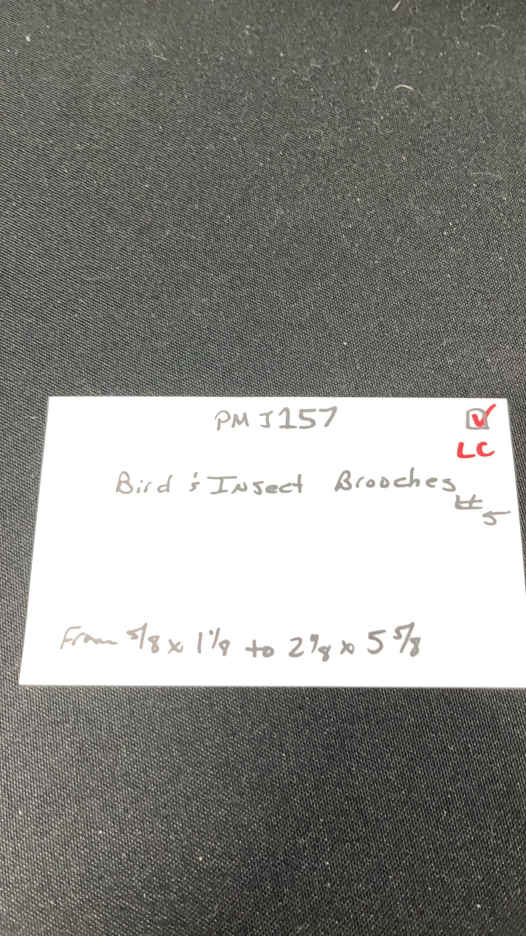 PM J157
LC
Bird & Insect Brooches
#5
From 5/8 x 1 1/8 to 2 7/8 x 5 5/8